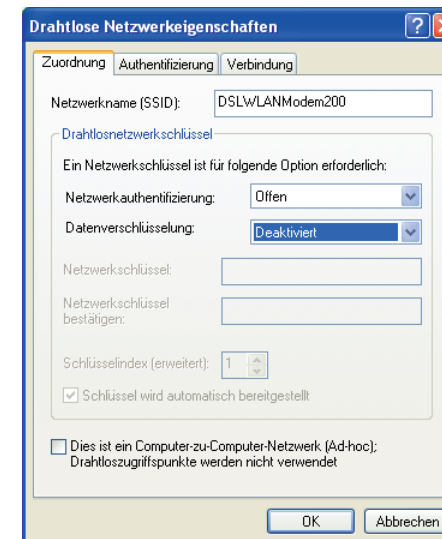 Drahtlose Netzwerkeigenschaften
Zuordnung Authentifizierung Verbindung
Netzwerkname (SSID): DSLWLANModem200
Drahtlosnetzwerkschlüssel
Ein Netzwerkschlüssel ist für folgende Option erforderlich:
Netzwerkauthentifizierung: Offen
Datenverschlüsselung: Deaktiviert
Netzwerkschlüssel:
Netzwerkschlüssel
bestätigen:
Schlüsselindex (erweitert): 1
Schlüssel wird automatisch bereitgestellt
Dies ist ein Computer-zu-Computer-Netzwerk (Ad-hoc);
Drahtloszugriffspunkte werden nicht verwendet
OK Abbrechen